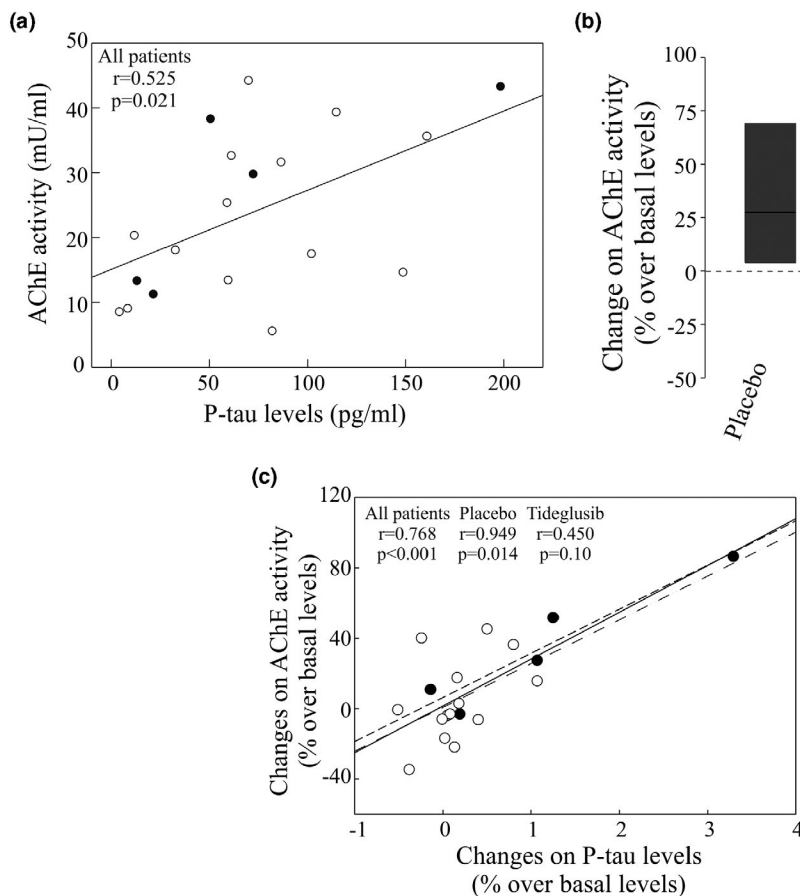 (a)
50
40
30
20
10
0
AChE activity (mU/ml)
All patients
r=0.525
p=0.021
0 50 100 150 200
P-tau levels (pg/ml)
(b)
100
75
50
25
0
-25
-50
Change on AChE activity
(% over basal levels)
Placebo
(c)
120
80
40
0
-40
Changes on AChE activity
(% over basal levels)
All patients Placebo Tideglusib
r=0.768 r=0.949 r=0.450
p<0.001 p=0.014 p=0.10
-1 0 1 2 3 4
Changes on P-tau levels
(% over basal levels)